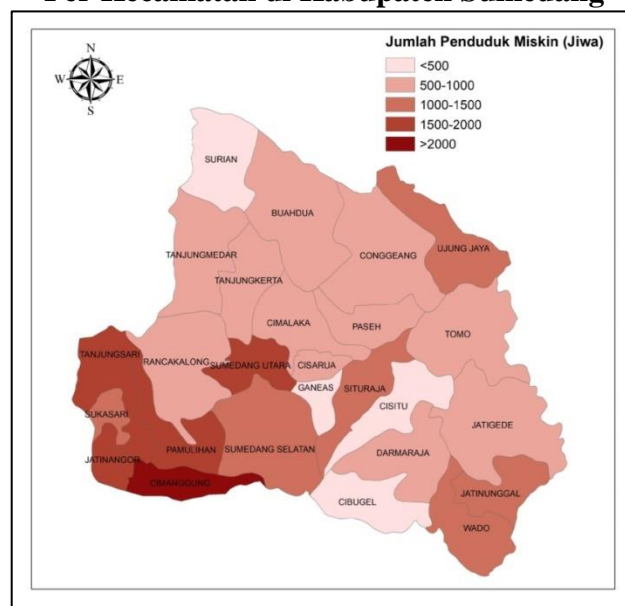 Per Kecamatan di Kabupaten Sumedang
N
W E
S
Jumlah Penduduk Miskin (Jiwa)
<500
500-1000
1000-1500
1500-2000
>2000
SURIAN
BUAHDUA
UJUNG JAYA
TANJUNGMEDAR
CONGGEANG
TANJUNGKERTA
CIMALAKA
PASEH
TOMO
TANJUNGSARI
RANCAKALONG
SUMEDANG UTARA
CISARUA
GANEAS
SITURAJA
CISITU
SUKASARI
JATIGEDE
JATINANGOR
PAMULIHAN
SUMEDANG SELATAN
DARMARAJA
CIMANGGUNG
CIBUGEL
JATINUNGGAL
WADO